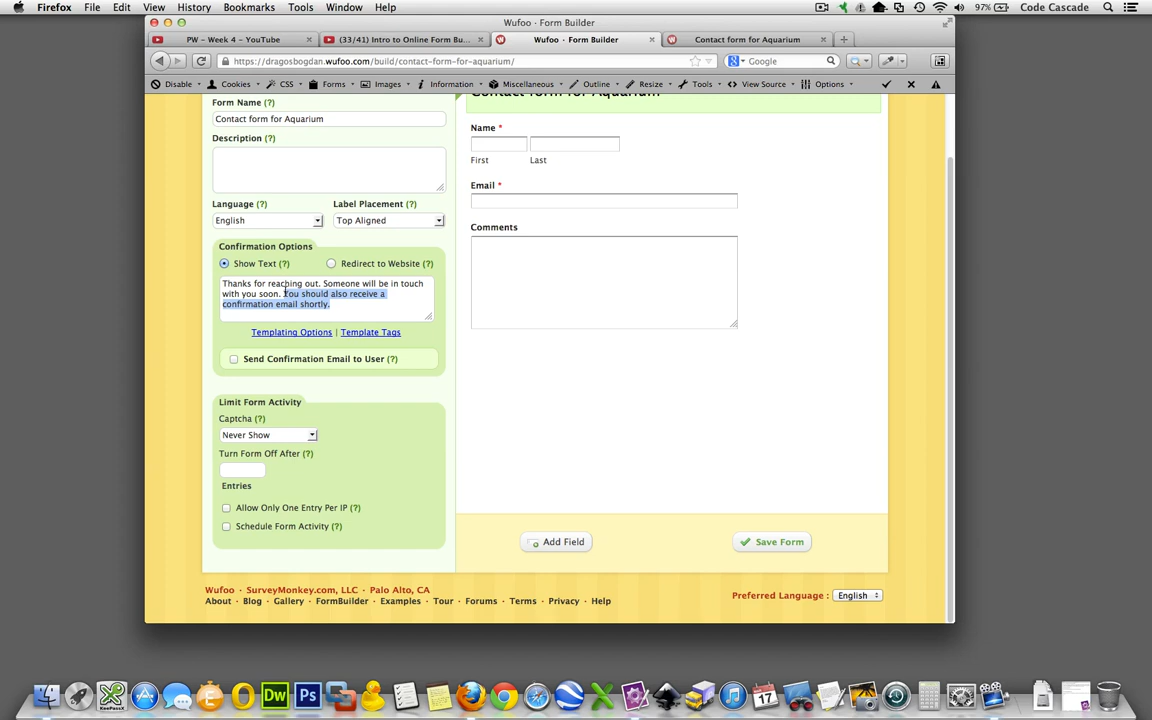 Firefox File Edit View History Bookmarks Tools Window Help 97% Code Cascade
Wufoo · Form Builder
PW - Week 4 - YouTube × (33/41) Intro to Online Form Bu... × Wufoo · Form Builder × Contact form for Aquarium × +
https://dragosbogdan.wufoo.com/build/contact-form-for-aquarium/ Google
Disable Cookies CSS Forms Images Information Miscellaneous Outline Resize Tools View Source Options
Form Name (?)
Contact form for Aquarium
Description (?)
Language (?) Label Placement (?)
English Top Aligned
Confirmation Options
Show Text (?) Redirect to Website (?)
Thanks for reaching out. Someone will be in touch
with you soon. You should also receive a
confirmation email shortly.
Templating Options | Template Tags
Send Confirmation Email to User (?)
Limit Form Activity
Captcha (?)
Never Show
Turn Form Off After (?)
Entries
Allow Only One Entry Per IP (?)
Schedule Form Activity (?)
Contact form for Aquarium
Name *
First Last
Email *
Comments
Add Field Save Form
Wufoo · SurveyMonkey.com, LLC · Palo Alto, CA
About · Blog · Gallery · FormBuilder · Examples · Tour · Forums · Terms · Privacy · Help
Preferred Language : English
Dw Ps
17